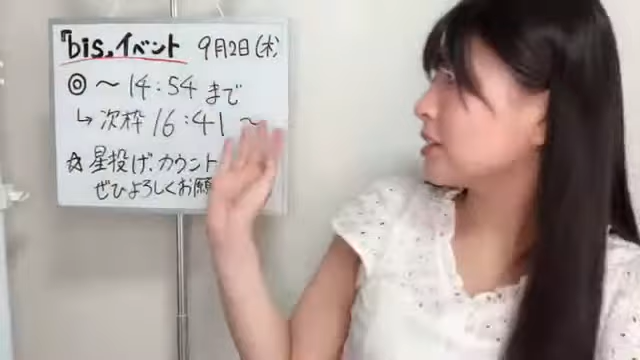 『bis』イベント 9月2日(木)
◎ ~14:54まで
↳ 次枠 16:41~
☆ 星投げ、カウント
ぜひよろしくお願